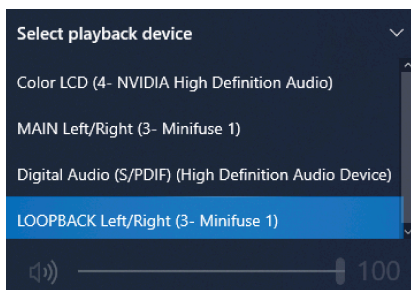 Select playback device
Color LCD (4- NVIDIA High Definition Audio)
MAIN Left/Right (3- Minifuse 1)
Digital Audio (S/PDIF) (High Definition Audio Device)
LOOPBACK Left/Right (3- Minifuse 1)
100